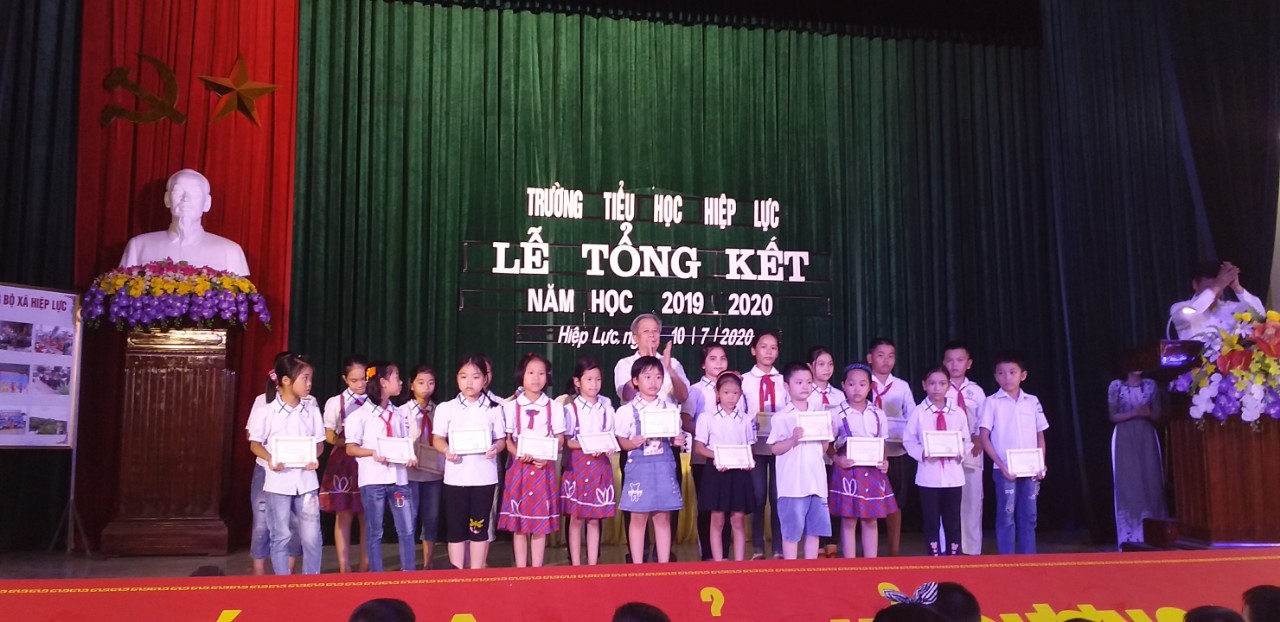 TRƯỜNG TIỂU HỌC HIỆP LỰC
LỄ TỔNG KẾT
NĂM HỌC 2019 - 2020
Hiệp Lực, 10 / 7 / 2020
BỘ XÃ HIỆP LỰC